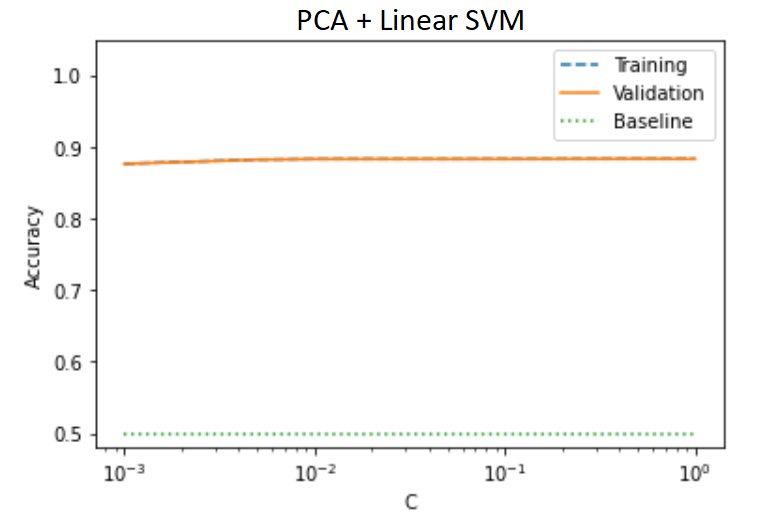 PCA + Linear SVM
Training
Validation
Baseline
Accuracy
1.0
0.9
0.8
0.7
0.6
0.5
10⁻³ 10⁻² 10⁻¹ 10⁰
C